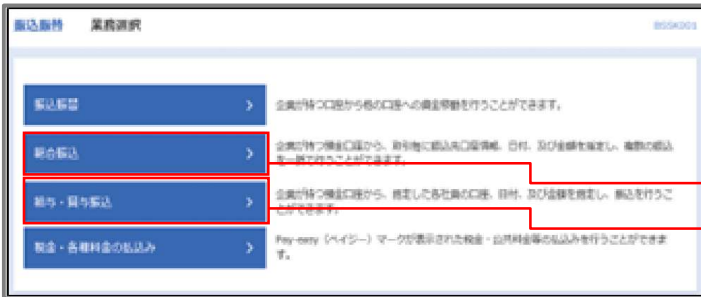 振込振替 業務選択 BSSK001
振込振替
企業が持つ口座から他の口座への資金移動を行うことができます。
総合振込
企業が持つ預金口座から、取引毎に振込先口座情報、日付、及び金額を指定し、複数の振込
を一括で行うことができます。
給与・賞与振込
企業が持つ預金口座から、指定した各社員の口座、日付、及び金額を指定し、振込を行うこ
とができます。
税金・各種料金の払込み
Pay-easy（ペイジー）マークが表示された税金・公共料金等の払込みを行うことができま
す。